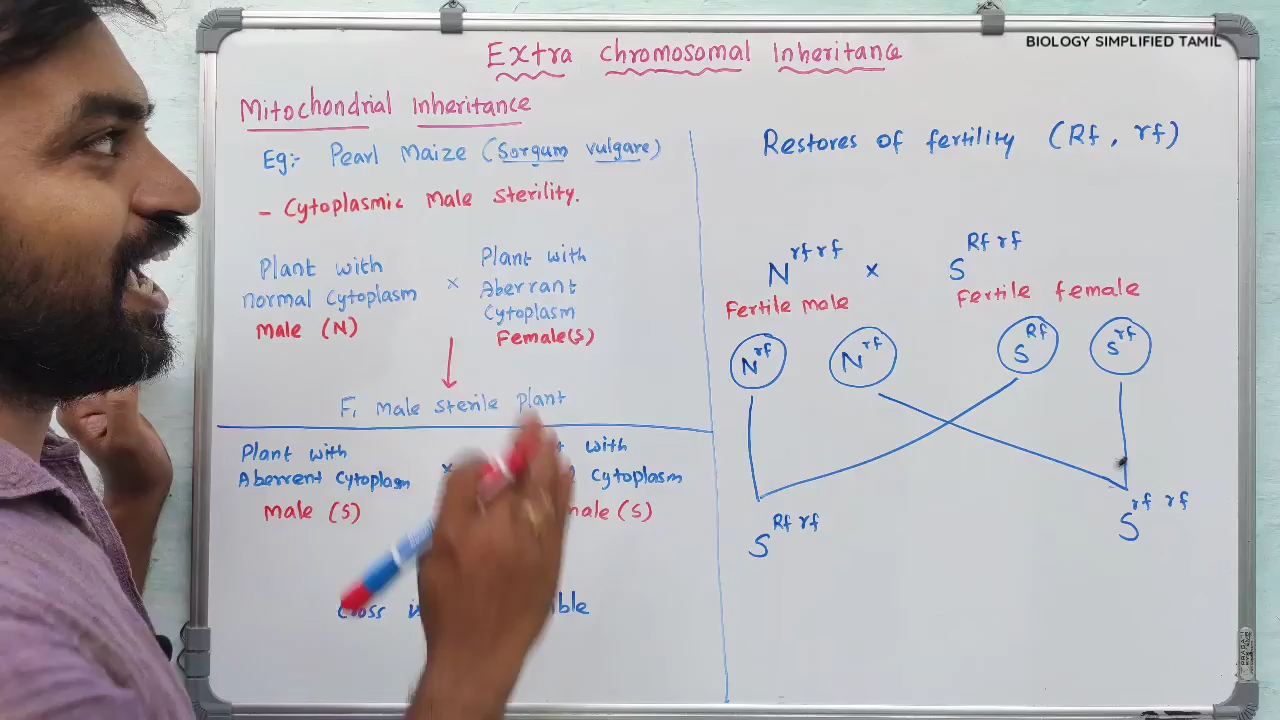 BIOLOGY SIMPLIFIED TAMIL
Extra chromosomal Inheritance
Mitochondrial Inheritance
Eg:- Pearl Maize (Sorgum vulgare)
- Cytoplasmic Male sterility.
Plant with
normal Cytoplasm
Male (N)
×
Plant with
Aberrant
Cytoplasm
Female(S)
F1 Male sterile plant
Plant with
Aberrent Cytoplasm
Male (S)
×
with
Cytoplasm
(S)
Cross
Restores of fertility (Rf, rf)
N rf rf × S Rf rf
Fertile male Fertile female
N rf N rf S Rf S rf
S Rf rf S rf rf